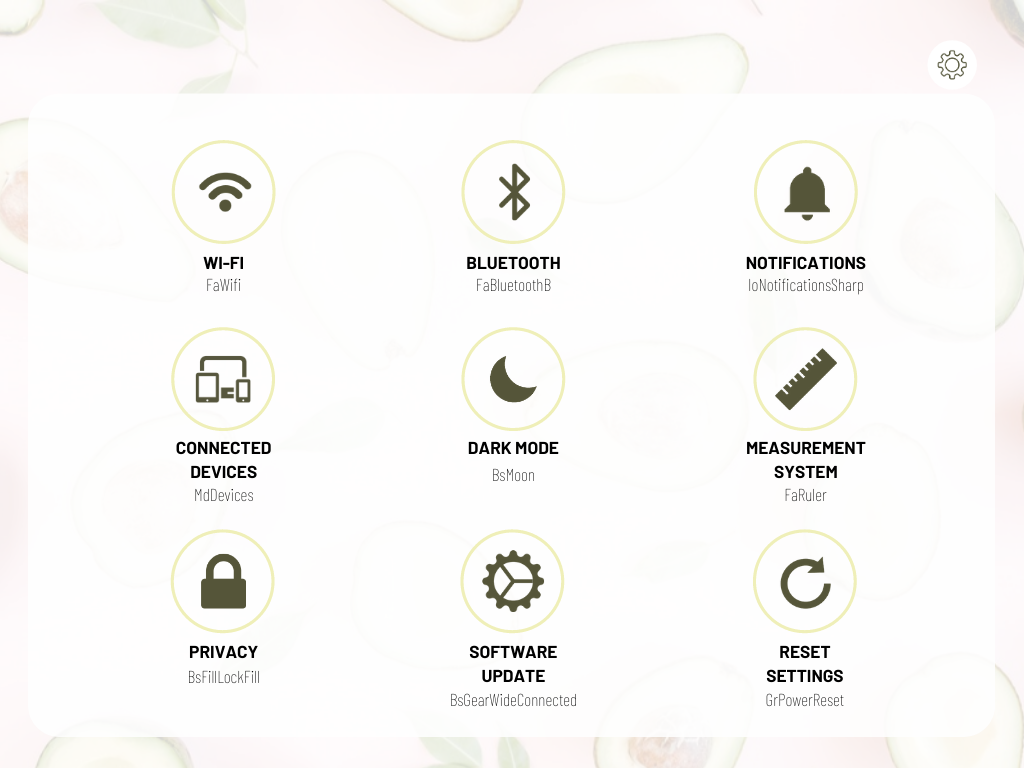 WI-FI
FaWifi
BLUETOOTH
FaBluetoothB
NOTIFICATIONS
IoNotificationsSharp
CONNECTED
DEVICES
MdDevices
DARK MODE
BsMoon
MEASUREMENT
SYSTEM
FaRuler
PRIVACY
BsFillLockFill
SOFTWARE
UPDATE
BsGearWideConnected
RESET
SETTINGS
GrPowerReset